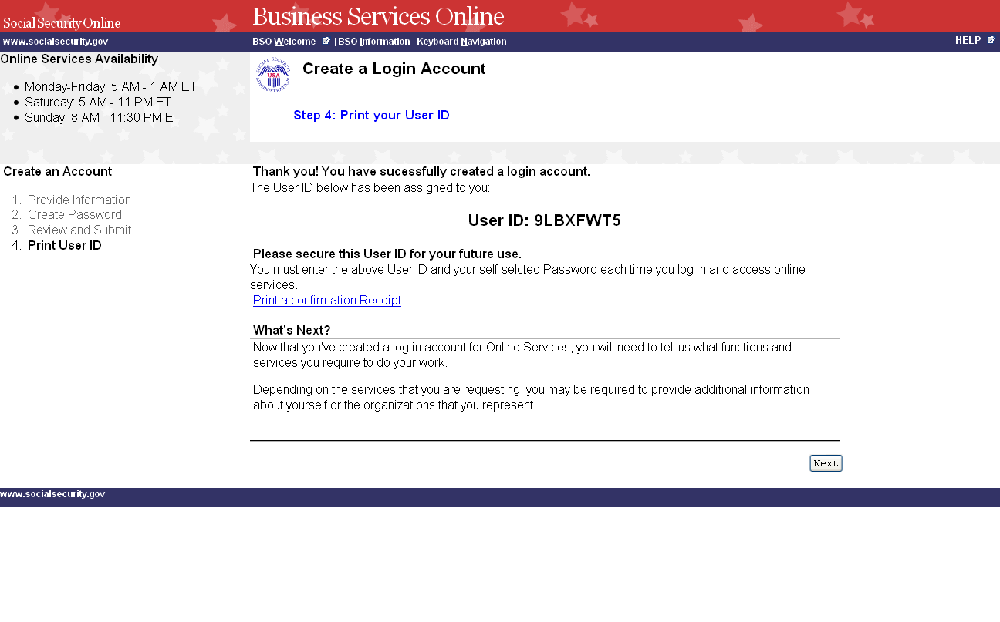 Social Security Online
Business Services Online
www.socialsecurity.gov
BSO Welcome | BSO Information | Keyboard Navigation
HELP
Online Services Availability
• Monday-Friday: 5 AM - 1 AM ET
• Saturday: 5 AM - 11 PM ET
• Sunday: 8 AM - 11:30 PM ET
SOCIAL SECURITY ADMINISTRATION
USA
Create a Login Account
Step 4: Print your User ID
Create an Account
1. Provide Information
2. Create Password
3. Review and Submit
4. Print User ID
Thank you! You have sucessfully created a login account.
The User ID below has been assigned to you:
User ID: 9LBXFWT5
Please secure this User ID for your future use.
You must enter the above User ID and your self-selcted Password each time you log in and access online
services.
Print a confirmation Receipt
What's Next?
Now that you've created a log in account for Online Services, you will need to tell us what functions and
services you require to do your work.
Depending on the services that you are requesting, you may be required to provide additional information
about yourself or the organizations that you represent.
Next
www.socialsecurity.gov